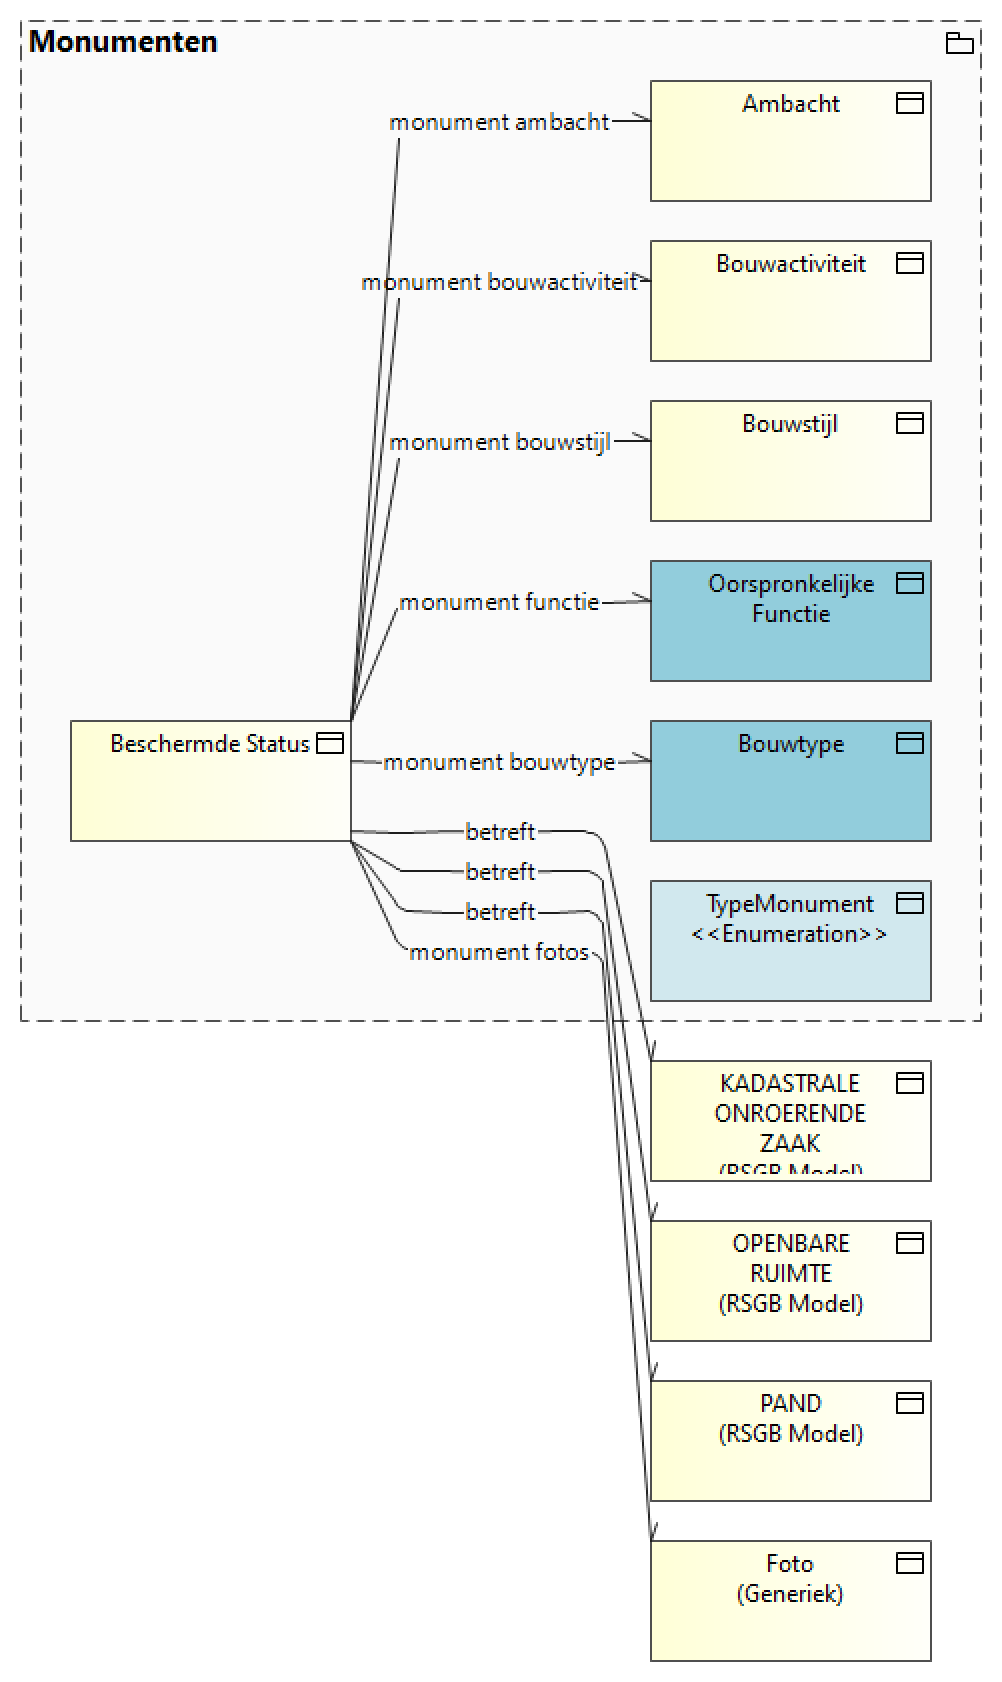 Monumenten
monument ambacht
Ambacht
monument bouwactiviteit
Bouwactiviteit
monument bouwstijl
Bouwstijl
monument functie
Oorspronkelijke
Functie
Beschermde Status
monument bouwtype
Bouwtype
betreft
betreft
betreft
monument fotos
TypeMonument
<<Enumeration>>
KADASTRALE
ONROERENDE
ZAAK
(RSGB Model)
OPENBARE
RUIMTE
(RSGB Model)
PAND
(RSGB Model)
Foto
(Generiek)